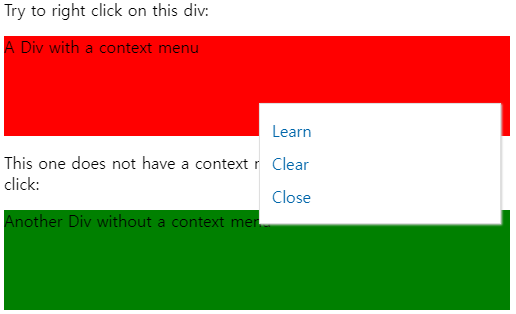 Try to right click on this div:
A Div with a context menu
Learn
This one does not have a context
Clear
click:
Close
Another Div without a context menu